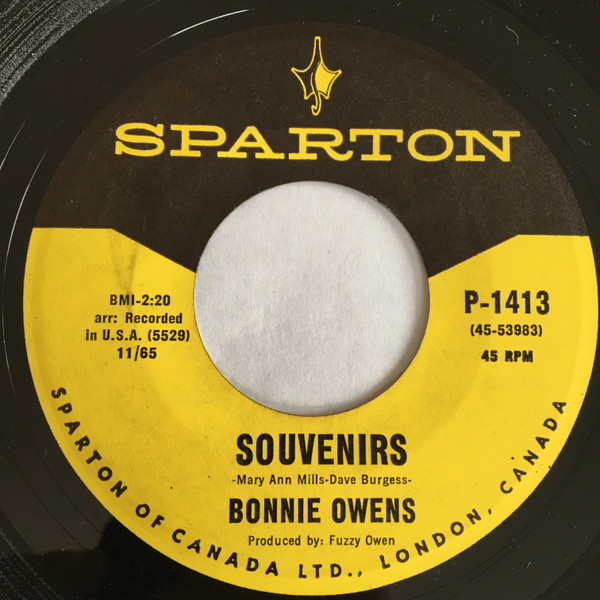 SPARTON
BMI-2:20
arr: Recorded
in U.S.A. (5529)
11/65
P-1413
(45-53983)
45 RPM
SOUVENIRS
-Mary Ann Mills-Dave Burgess-
BONNIE OWENS
Produced by: Fuzzy Owen
SPARTON OF CANADA LTD., LONDON, CANADA